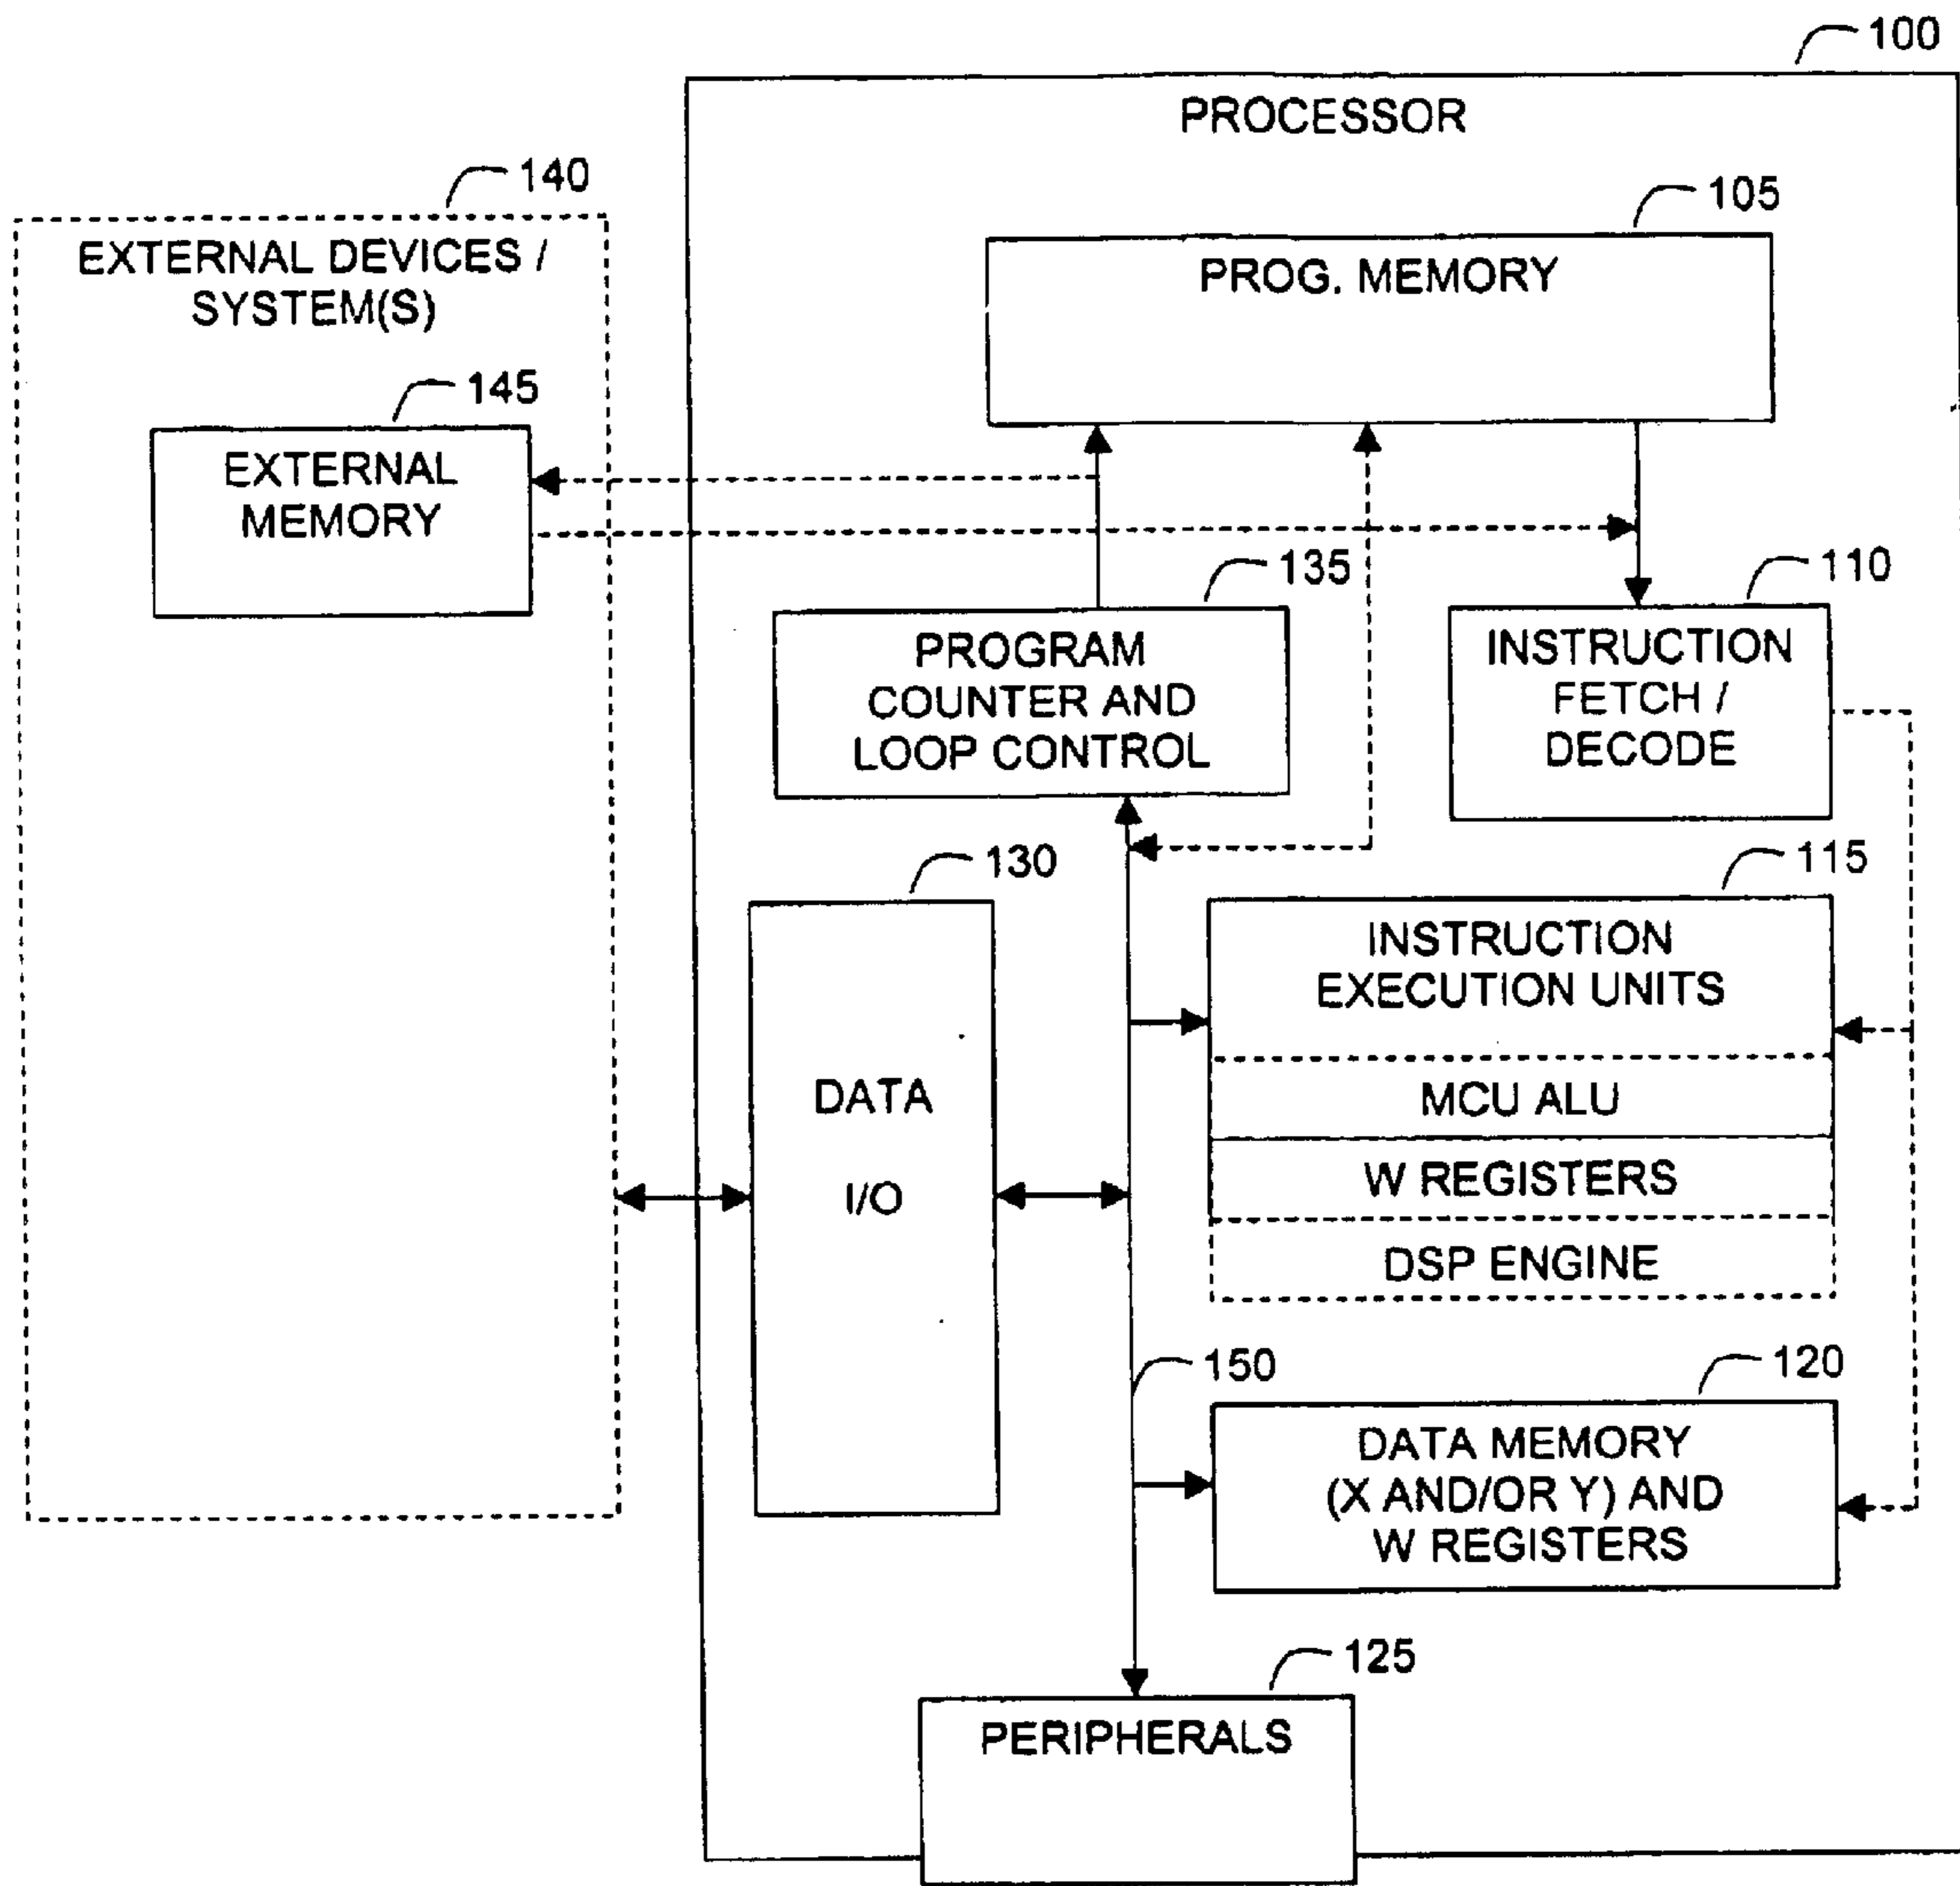 100
PROCESSOR
140
EXTERNAL DEVICES /
SYSTEM(S)
105
PROG. MEMORY
145
EXTERNAL
MEMORY
135
PROGRAM
COUNTER AND
LOOP CONTROL
110
INSTRUCTION
FETCH /
DECODE
130
DATA
I/O
115
INSTRUCTION
EXECUTION UNITS
MCU ALU
W REGISTERS
DSP ENGINE
150
120
DATA MEMORY
(X AND/OR Y) AND
W REGISTERS
125
PERIPHERALS